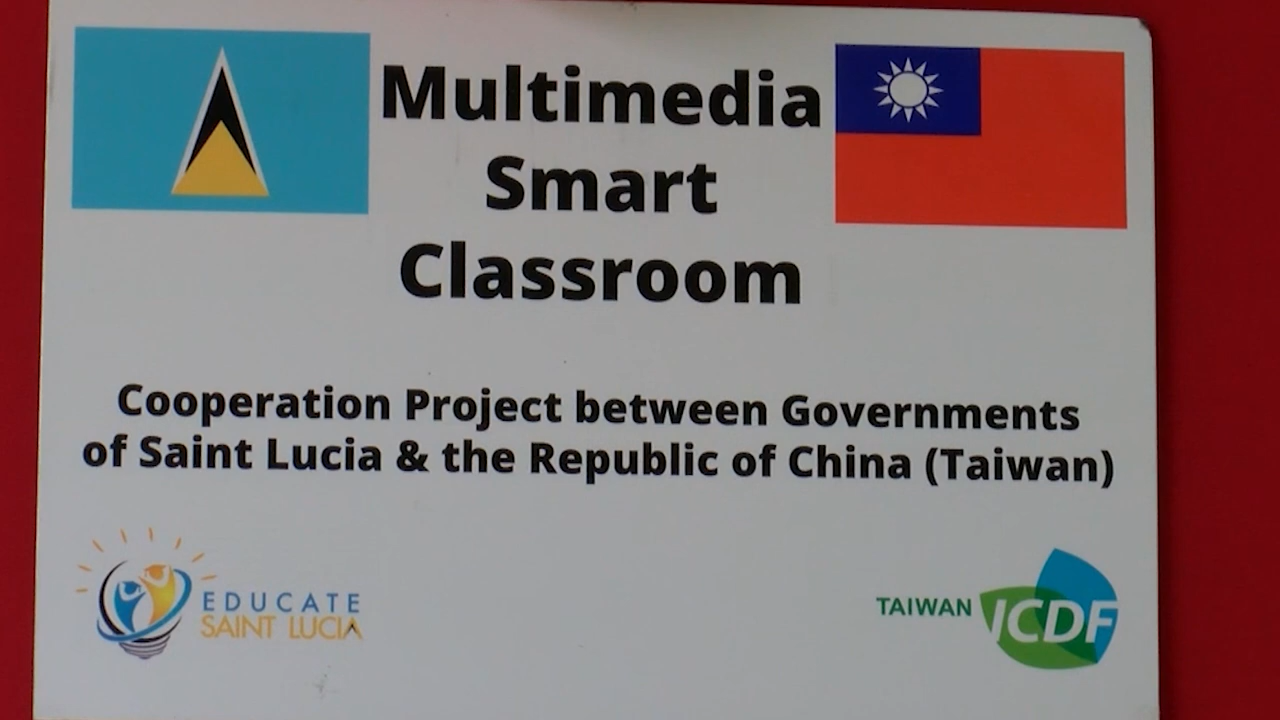 Multimedia
Smart
Classroom
Cooperation Project between Governments
of Saint Lucia & the Republic of China (Taiwan)
EDUCATE
SAINT LUCIA
TAIWAN ICDF